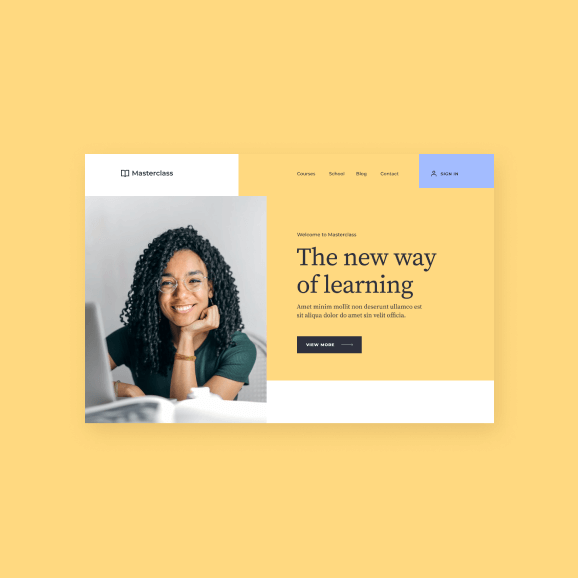 Masterclass
Courses School Blog Contact
SIGN IN
Welcome to Masterclass
The new way
of learning
Amet minim mollit non deserunt ullamco est
sit aliqua dolor do amet sin velit officia.
VIEW MORE